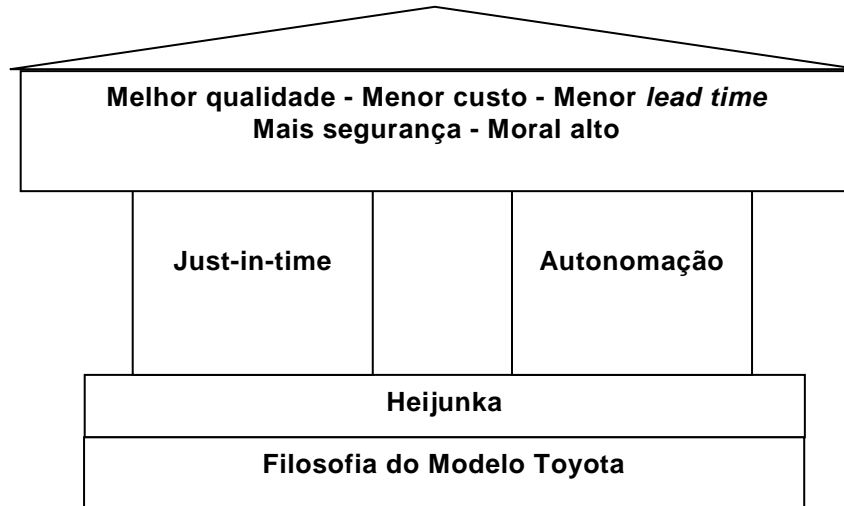 Melhor qualidade - Menor custo - Menor lead time
Mais segurança - Moral alto
Just-in-time
Autonomação
Heijunka
Filosofia do Modelo Toyota